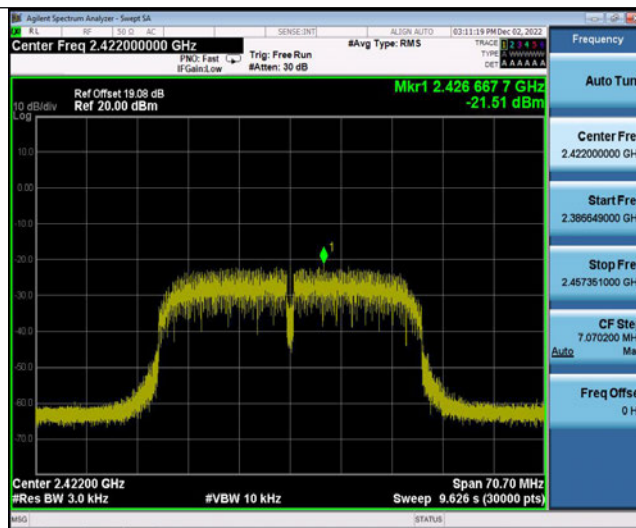 Agilent Spectrum Analyzer - Swept SA
RL RF 50 Ω AC SENSE:INT ALIGN AUTO 03:11:19 PM Dec 02, 2022
Center Freq 2.422000000 GHz
#Avg Type: RMS
TRACE 1 2 3 4 5 6
PNO: Fast
Trig: Free Run
TYPE
IFGain:Low
#Atten: 30 dB
DET A A A A A A
Mkr1 2.426 667 7 GHz
-21.51 dBm
Ref Offset 19.08 dB
10 dB/div
Ref 20.00 dBm
Log
10.0
0.00
-10.0
-20.0
-30.0
-40.0
-50.0
-60.0
-70.0
1
Center 2.42200 GHz
Span 70.70 MHz
#Res BW 3.0 kHz
#VBW 10 kHz
Sweep 9.626 s (30000 pts)
MSG
STATUS
Frequency
Auto Tun
Center Fre
2.422000000 GH
Start Fre
2.386649000 GH
Stop Fre
2.457351000 GH
CF Ste
7.070200 MH
Auto Ma
Freq Offse
0 H